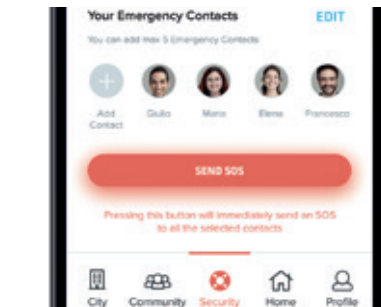 Your Emergency Contacts EDIT
You can add max 5 Emergency Contacts
Add Contact Giulio Maria Elena Francesco
SEND SOS
Pressing this button will immediately send an SOS
to all the selected contacts
City Community Security Home Profile